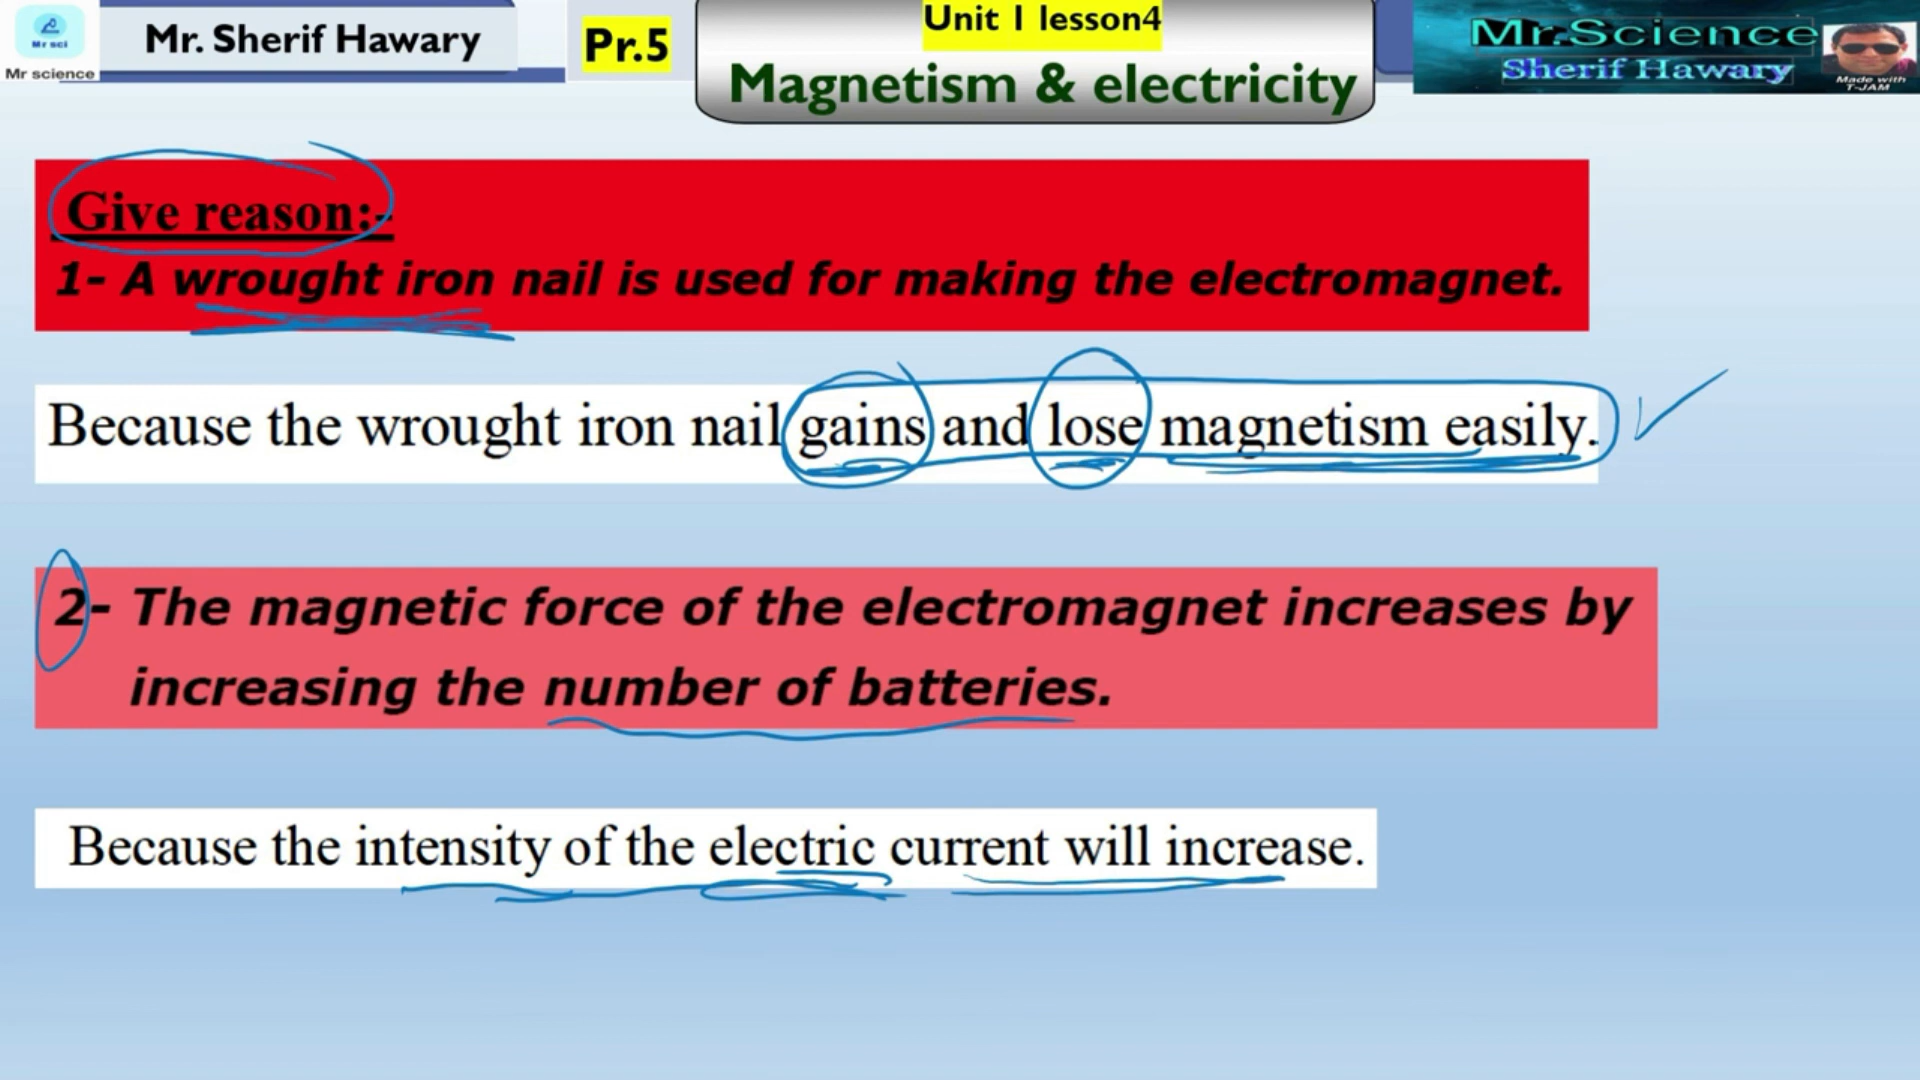 Mr sci
Mr science
Mr. Sherif Hawary
Pr.5
Unit 1 lesson4
Magnetism & electricity
Mr.Science
Sherif Hawary
Made with
T-JAM
Give reason:-
1- A wrought iron nail is used for making the electromagnet.
Because the wrought iron nail gains and lose magnetism easily.
2- The magnetic force of the electromagnet increases by
increasing the number of batteries.
Because the intensity of the electric current will increase.